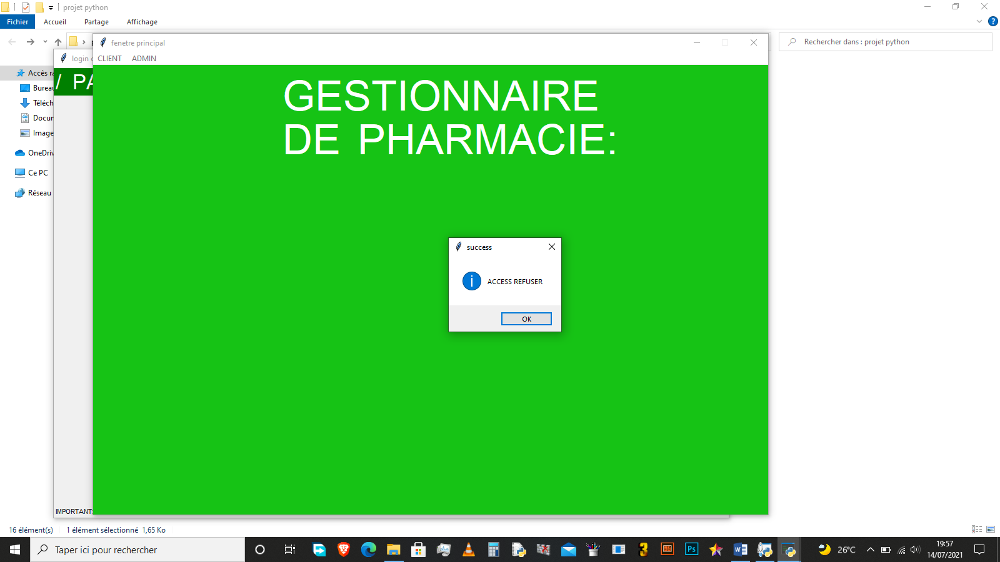 projet python
Fichier
Accueil
Partage
Affichage
Rechercher dans : projet python
fenetre principal
login
CLIENT
ADMIN
/ PA
GESTIONNAIRE
DE PHARMACIE:
Accès ra
Bureau
Téléch
Docum
Image
OneDriv
Ce PC
Réseau
success
ACCESS REFUSER
OK
IMPORTANT:
16 élément(s)
1 élément sélectionné 1,65 Ko
Taper ici pour rechercher
26°C
19:57
14/07/2021